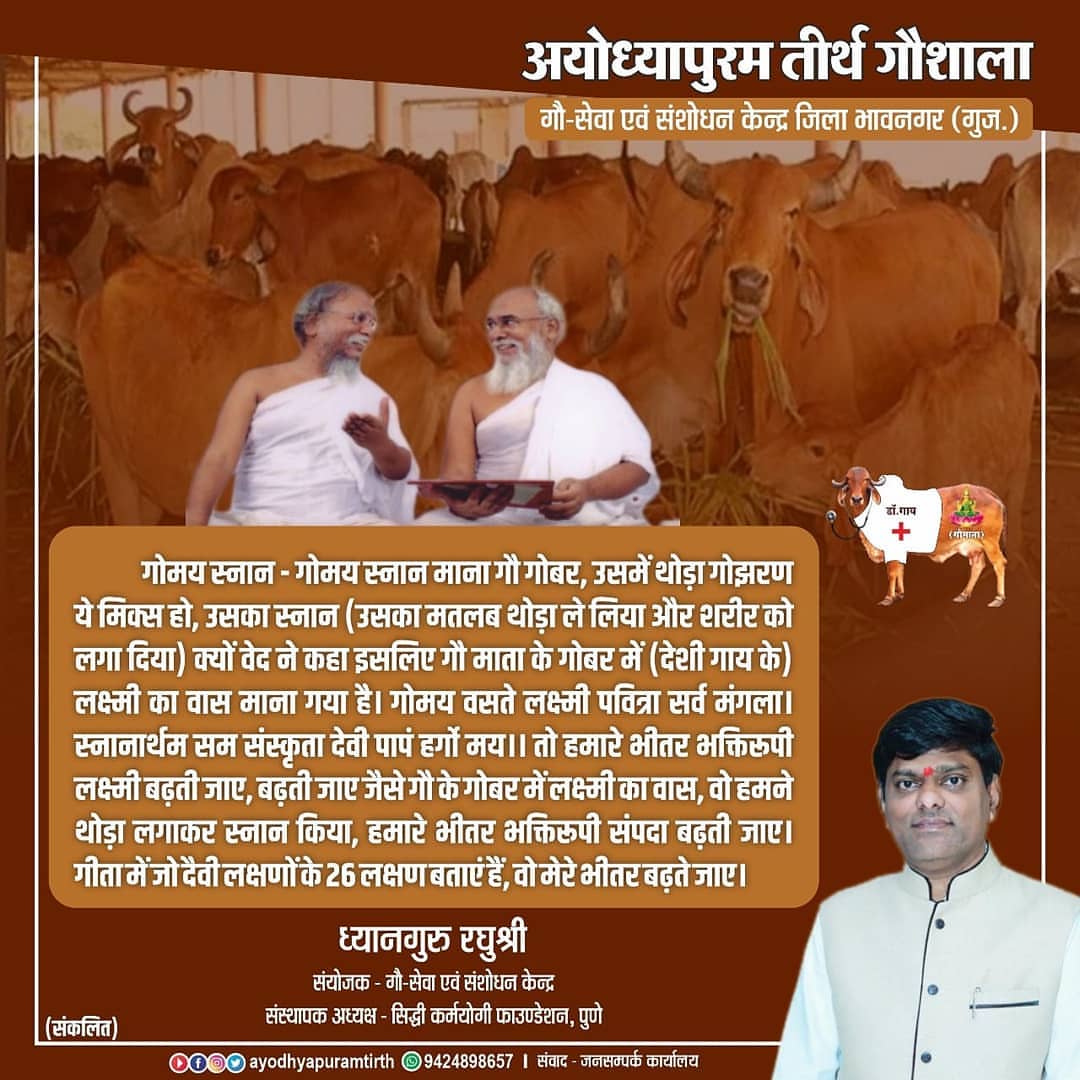 अयोध्यापुरम तीर्थ गौशाला
गौ-सेवा एवं संशोधन केन्द्र जिला भावनगर (गुज.)
डॉ.गाय
(गोमाता)
गोमय स्नान - गोमय स्नान माना गौ गोबर, उसमें थोड़ा गोझरण
ये मिक्स हो, उसका स्नान (उसका मतलब थोड़ा ले लिया और शरीर को
लगा दिया) क्यों वेद ने कहा इसलिए गौ माता के गोबर में (देशी गाय के)
लक्ष्मी का वास माना गया है। गोमय वसते लक्ष्मी पवित्रा सर्व मंगला।
स्नानार्थम सम संस्कृता देवी पापं हर्गो मय।। तो हमारे भीतर भक्तिरूपी
लक्ष्मी बढ़ती जाए, बढ़ती जाए जैसे गौ के गोबर में लक्ष्मी का वास, वो हमने
थोड़ा लगाकर स्नान किया, हमारे भीतर भक्तिरूपी संपदा बढ़ती जाए।
गीता में जो दैवी लक्षणों के 26 लक्षण बताएं हैं, वो मेरे भीतर बढ़ते जाए।
ध्यानगुरु रघुश्री
संयोजक - गौ-सेवा एवं संशोधन केन्द्र
संस्थापक अध्यक्ष - सिद्धी कर्मयोगी फाउण्डेशन, पुणे
(संकलित)
ayodhyapuramtirth 9424898657 | संवाद - जनसम्पर्क कार्यालय